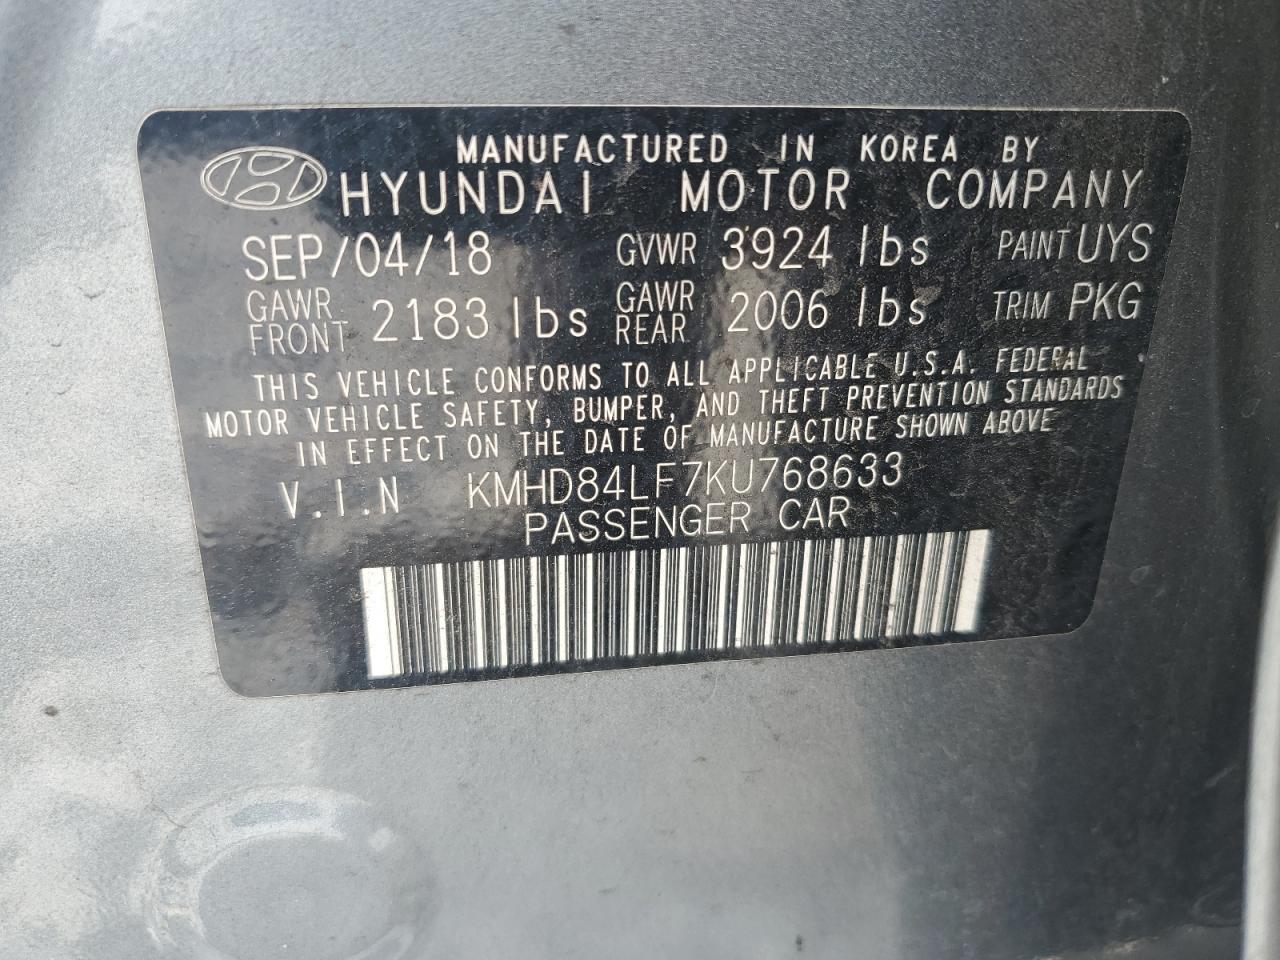 MANUFACTURED IN KOREA BY
HYUNDAI MOTOR COMPANY
SEP/04/18 GVWR 3924 lbs PAINT UYS
GAWR FRONT 2183 lbs GAWR REAR 2006 lbs TRIM PKG
THIS VEHICLE CONFORMS TO ALL APPLICABLE U.S.A. FEDERAL
MOTOR VEHICLE SAFETY, BUMPER, AND THEFT PREVENTION STANDARDS
IN EFFECT ON THE DATE OF MANUFACTURE SHOWN ABOVE
V.I.N KMHD84LF7KU768633
PASSENGER CAR